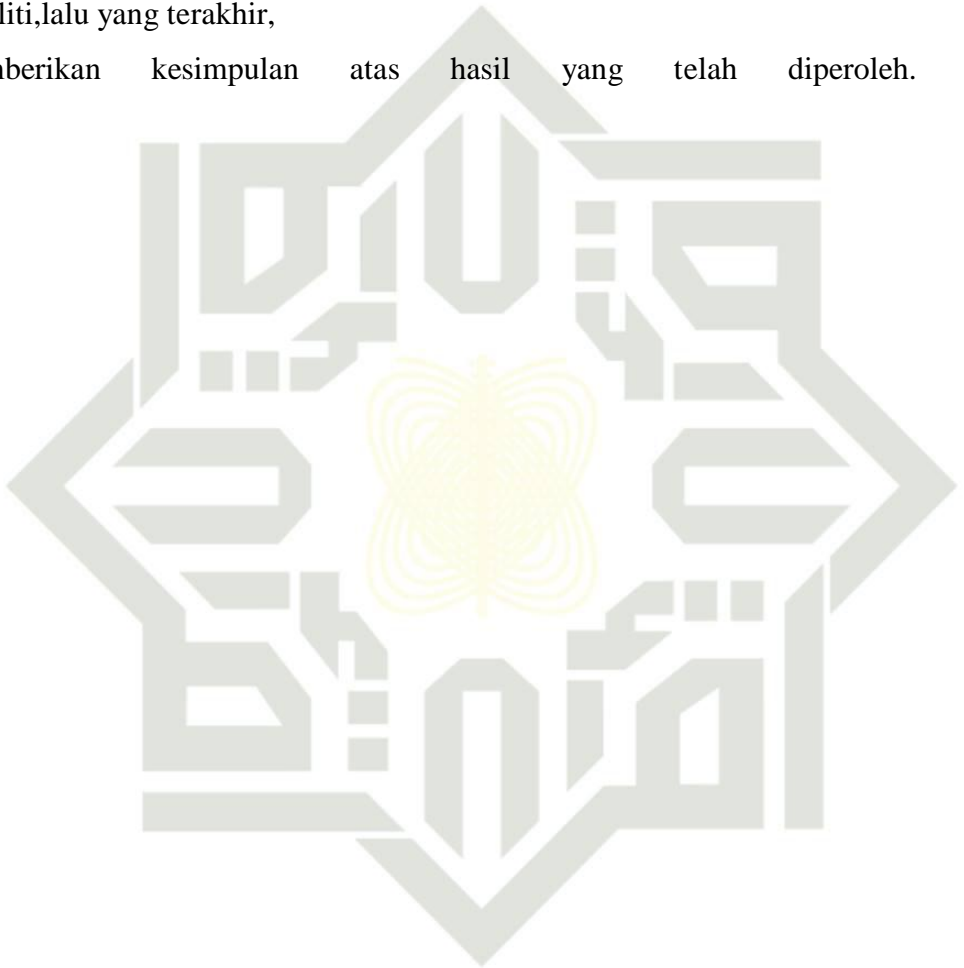 liti,lalu yang terakhir,
nberikan kesimpulan atas hasil yang telah diperoleh.